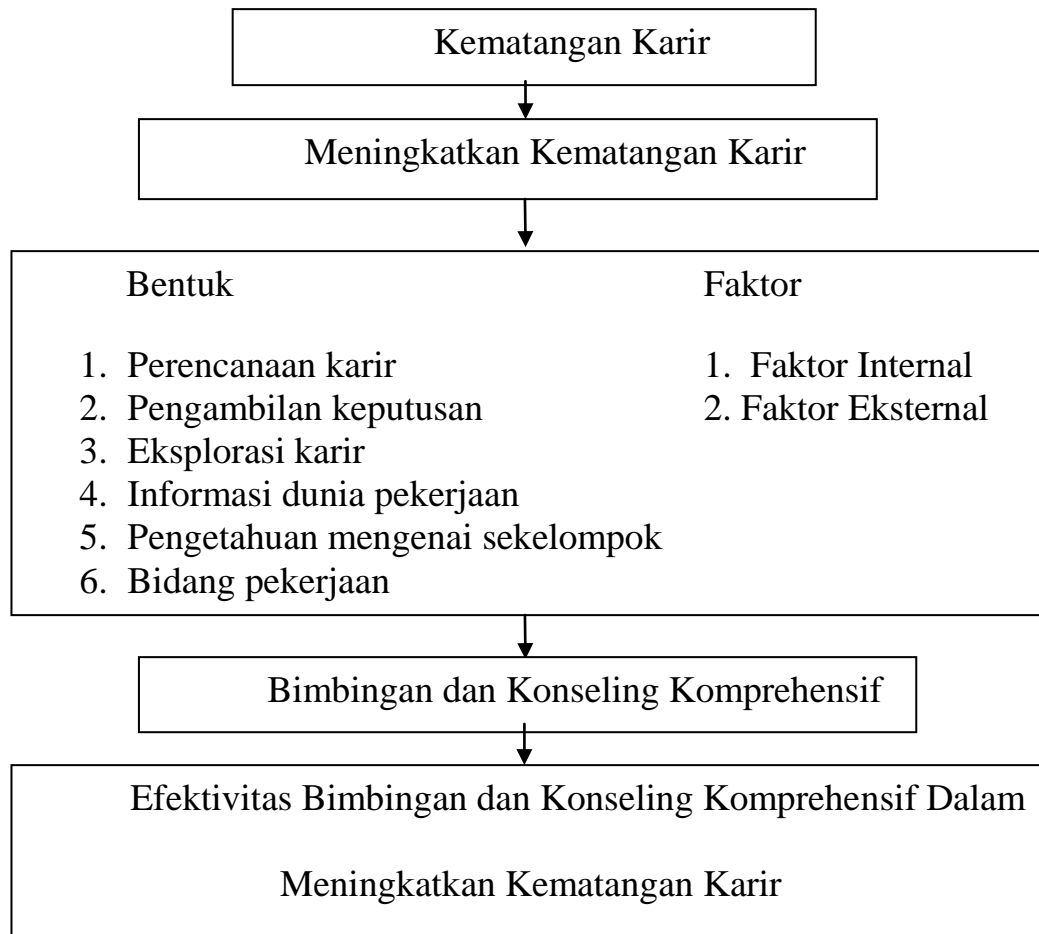 Kematangan Karir
Meningkatkan Kematangan Karir
Bentuk
1. Perencanaan karir
2. Pengambilan keputusan
3. Eksplorasi karir
4. Informasi dunia pekerjaan
5. Pengetahuan mengenai sekelompok
6. Bidang pekerjaan
Faktor
1. Faktor Internal
2. Faktor Eksternal
Bimbingan dan Konseling Komprehensif
Efektivitas Bimbingan dan Konseling Komprehensif Dalam
Meningkatkan Kematangan Karir